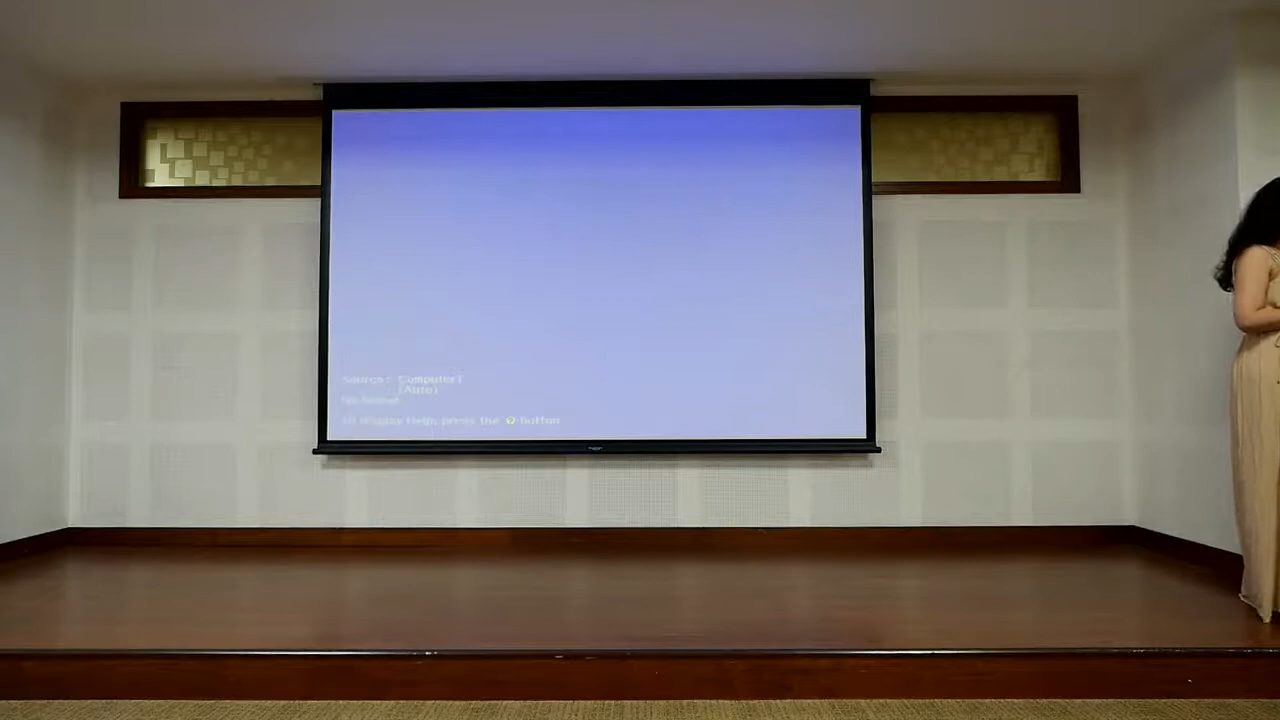 Source: Computer1
(Auto)
No Signal
To display Help, press the ? button